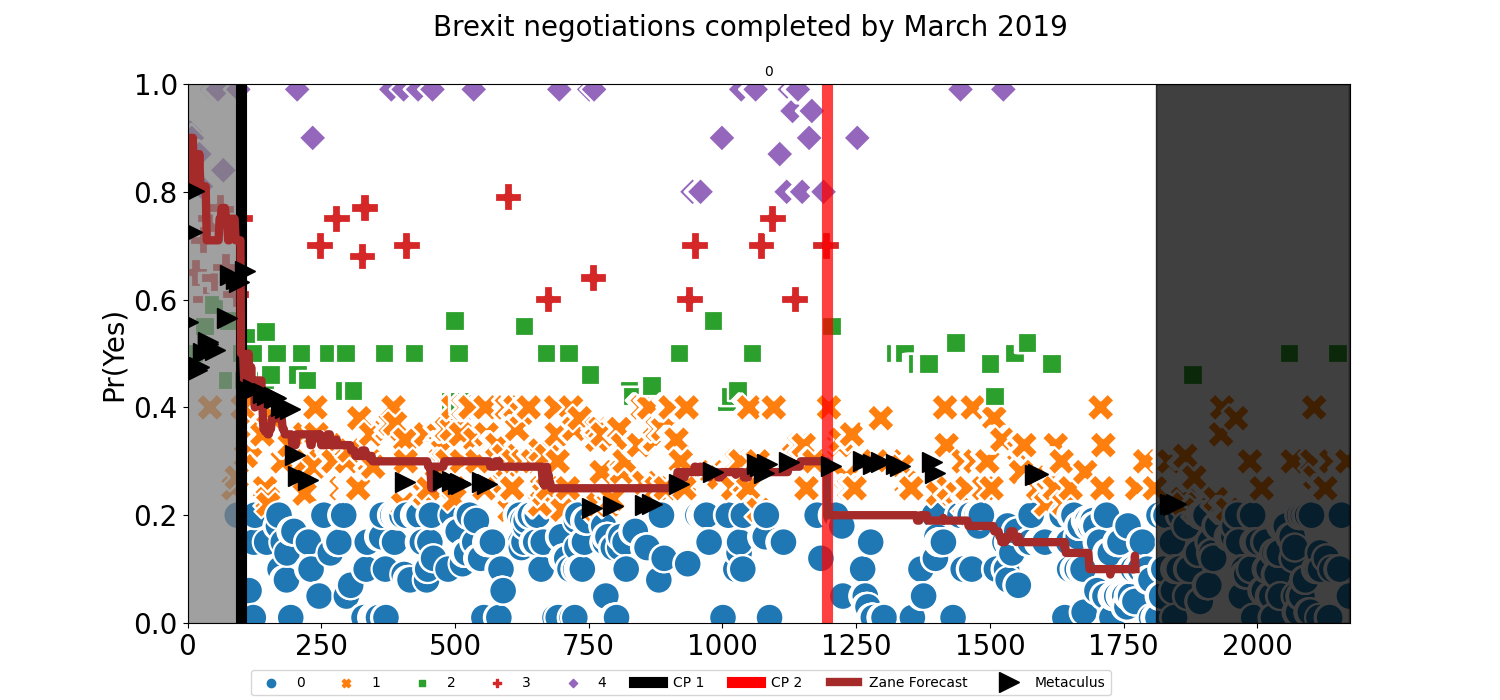 Brexit negotiations completed by March 2019
0
1.0
0.8
0.6
0.4
0.2
0.0
Pr(Yes)
0 250 500 750 1000 1250 1500 1750 2000
0 1 2 3 4 CP 1 CP 2 Zane Forecast Metaculus